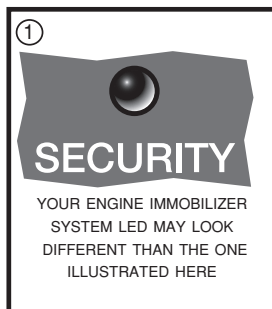 ①
SECURITY
YOUR ENGINE IMMOBILIZER
SYSTEM LED MAY LOOK
DIFFERENT THAN THE ONE
ILLUSTRATED HERE